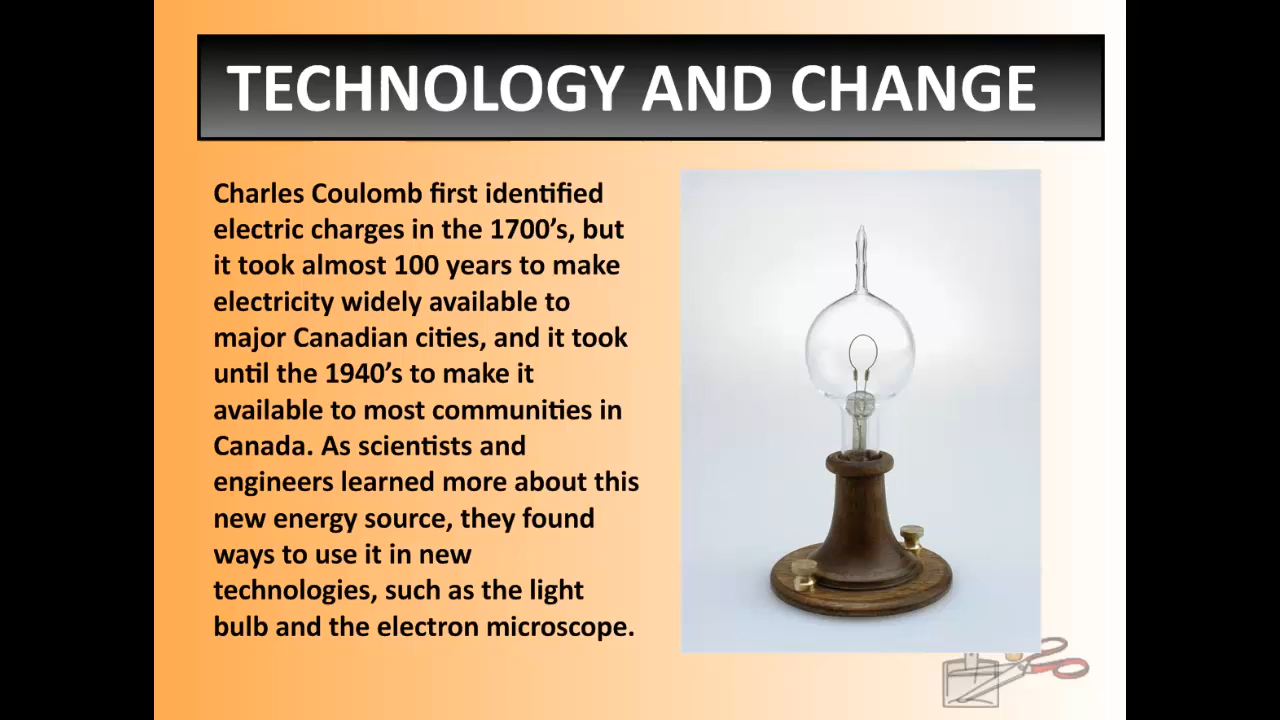 TECHNOLOGY AND CHANGE
Charles Coulomb first identified
electric charges in the 1700’s, but
it took almost 100 years to make
electricity widely available to
major Canadian cities, and it took
until the 1940’s to make it
available to most communities in
Canada. As scientists and
engineers learned more about this
new energy source, they found
ways to use it in new
technologies, such as the light
bulb and the electron microscope.